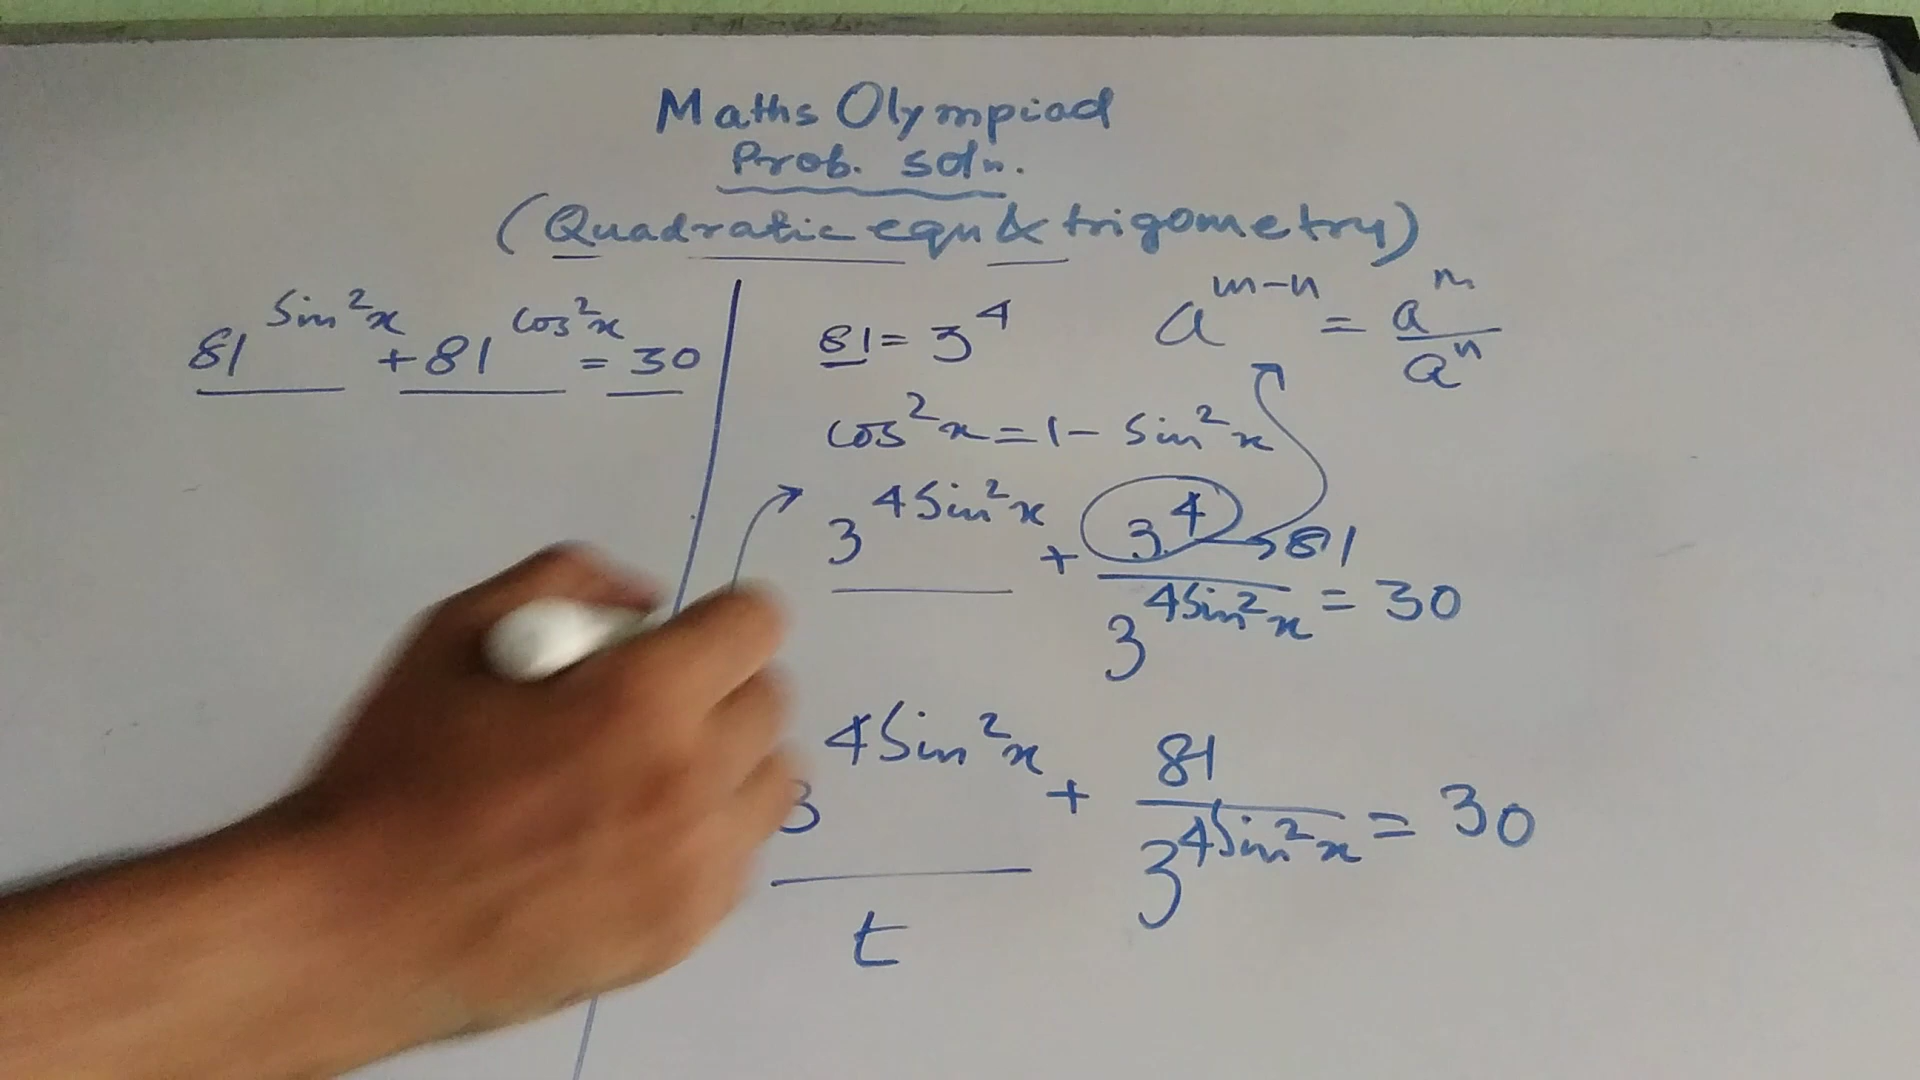 Maths Olympiad
Prob. soln.
(Quadratic equn & trigometry)
81^sin²x + 81^cos²x = 30
81 = 3^4
a^m-n = a^m/a^n
cos²x = 1 - sin²x
3^4sin²x + 3^4/3^4sin²x = 30
81
3^4sin²x + 81/3^4sin²x = 30
t